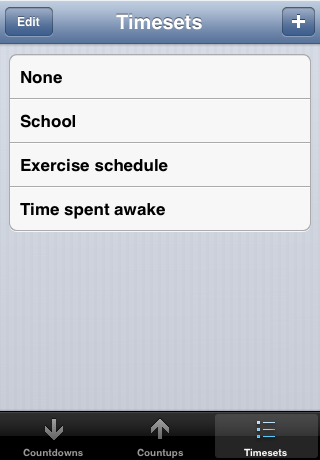 Edit Timesets +
None
School
Exercise schedule
Time spent awake
Countdowns Countups Timesets